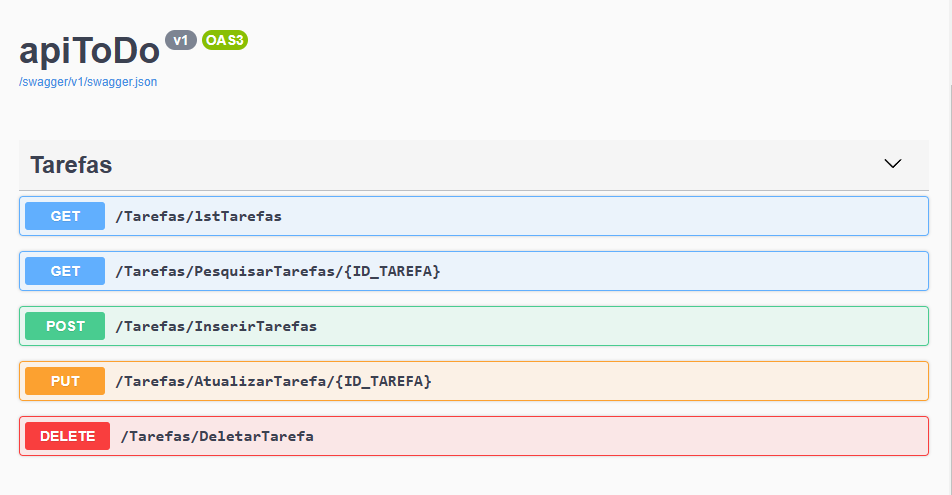 apiToDo v1 OAS3
/swagger/v1/swagger.json
Tarefas
GET /Tarefas/lstTarefas
GET /Tarefas/PesquisarTarefas/{ID_TAREFA}
POST /Tarefas/InserirTarefas
PUT /Tarefas/AtualizarTarefa/{ID_TAREFA}
DELETE /Tarefas/DeletarTarefa